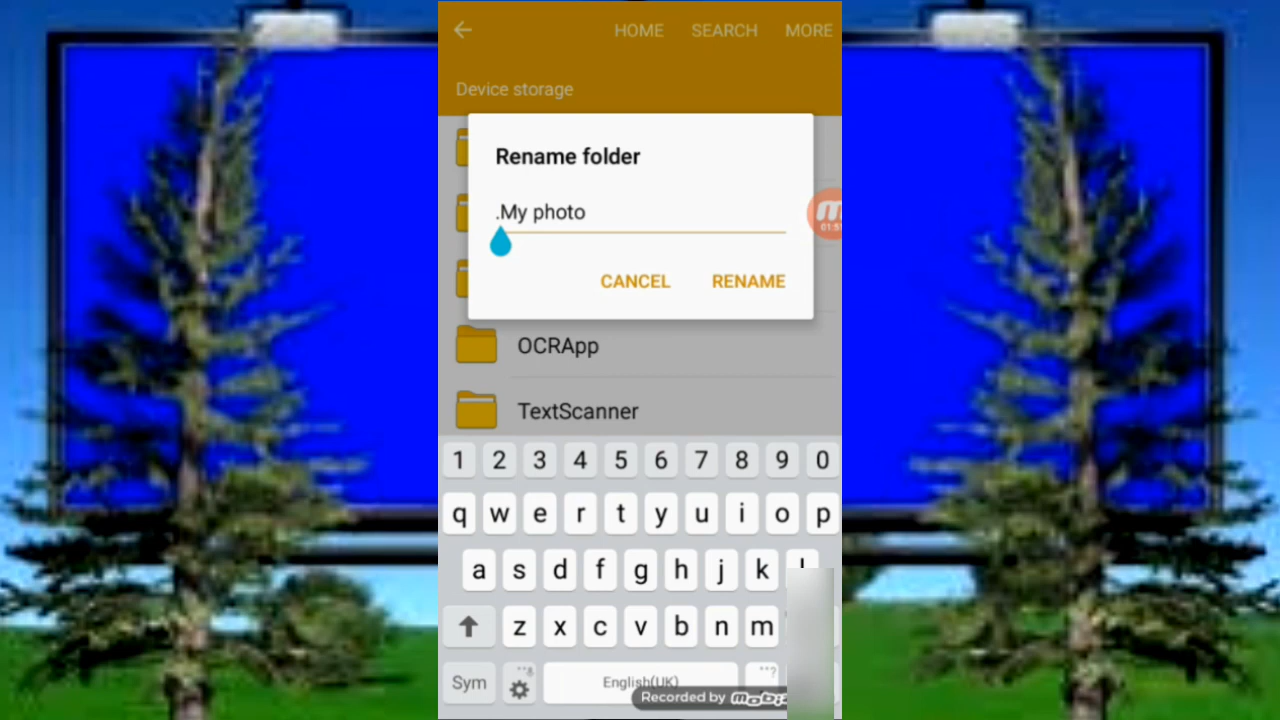 HOME SEARCH MORE
Device storage
Rename folder
.My photo
CANCEL RENAME
OCRApp
TextScanner
1 2 3 4 5 6 7 8 9 0
q w e r t y u i o p
a s d f g h j k
z x c v b n m
Sym English(UK)
Recorded by